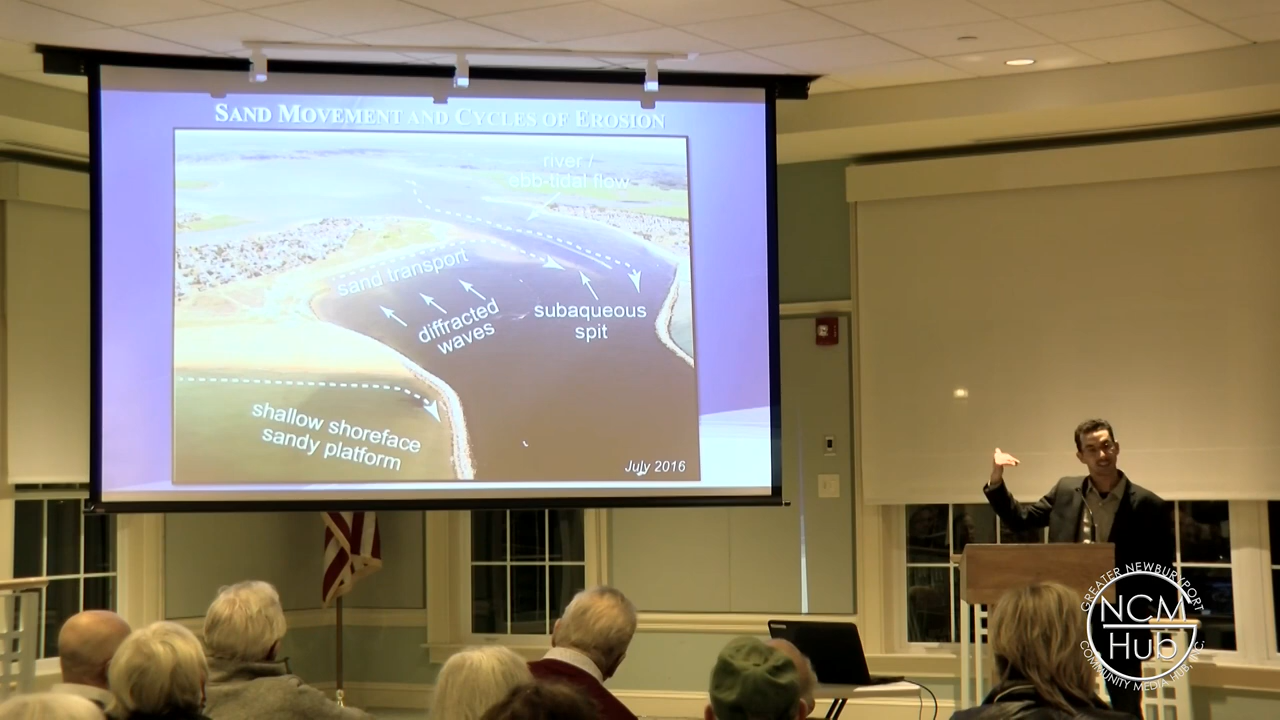 SAND MOVEMENT AND CYCLES OF EROSION
river /
ebb-tidal flow
sand transport
diffracted
waves
subaqueous
spit
shallow shoreface
sandy platform
July 2016
GREATER NEWBURYPORT
NCM
Hub
COMMUNITY MEDIA HUB, INC.